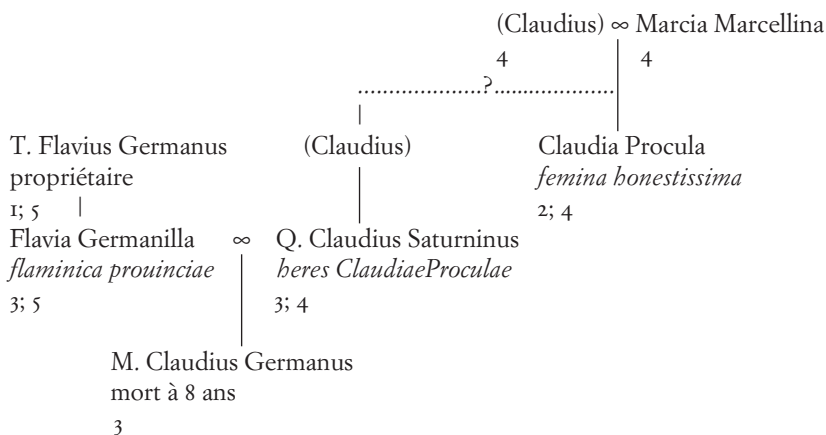 (Claudius) ∞ Marcia Marcellina
4 4
?
T. Flavius Germanus (Claudius) Claudia Procula
propriétaire femina honestissima
1; 5 2; 4
Flavia Germanilla ∞ Q. Claudius Saturninus
flaminica prouinciae heres ClaudiaeProculae
3; 5 3; 4
M. Claudius Germanus
mort à 8 ans
3